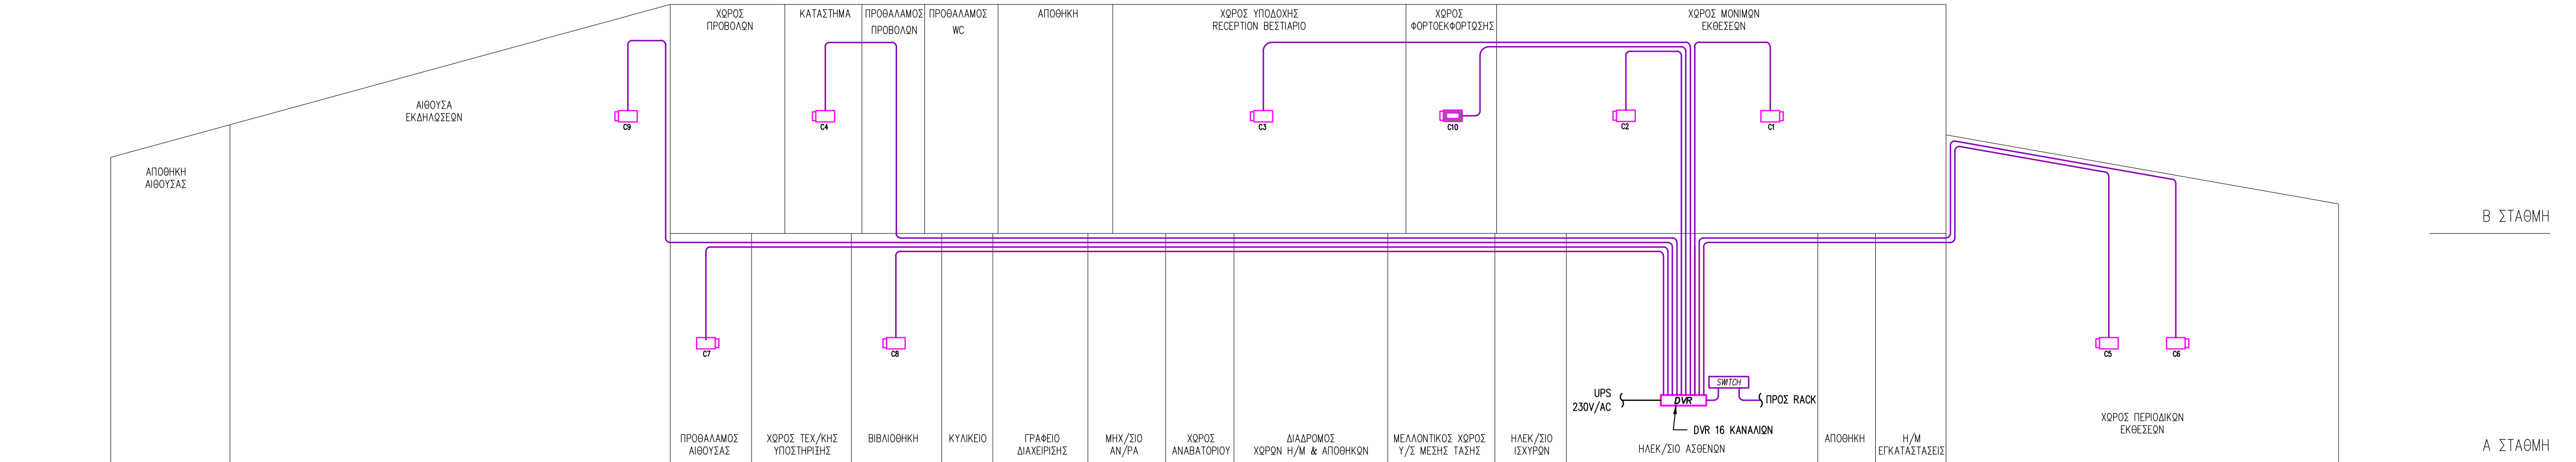 ΧΩΡΟΣ
ΠΡΟΒΟΛΩΝ
ΚΑΤΑΣΤΗΜΑ
ΠΡΟΘΑΛΑΜΟΣ
ΠΡΟΒΟΛΩΝ
ΠΡΟΘΑΛΑΜΟΣ
WC
ΑΠΟΘΗΚΗ
ΧΩΡΟΣ ΥΠΟΔΟΧΗΣ
RECEPTION ΒΕΣΤΙΑΡΙΟ
ΧΩΡΟΣ
ΦΟΡΤΟΕΚΦΟΡΤΩΣΗΣ
ΧΩΡΟΣ ΜΟΝΙΜΩΝ
ΕΚΘΕΣΕΩΝ
ΑΙΘΟΥΣΑ
ΕΚΔΗΛΩΣΕΩΝ
C9
C4
C3
C10
C2
C1
ΑΠΟΘΗΚΗ
ΑΙΘΟΥΣΑΣ
Β ΣΤΑΘΜΗ
C7
C8
C5
C6
SWITCH
UPS
230V/AC
DVR
ΠΡΟΣ RACK
DVR 16 ΚΑΝΑΛΙΩΝ
ΠΡΟΘΑΛΑΜΟΣ
ΑΙΘΟΥΣΑΣ
ΧΩΡΟΣ ΤΕΧ/ΚΗΣ
ΥΠΟΣΤΗΡΙΞΗΣ
ΒΙΒΛΙΟΘΗΚΗ
ΚΥΛΙΚΕΙΟ
ΓΡΑΦΕΙΟ
ΔΙΑΧΕΙΡΙΣΗΣ
ΜΗΧ/ΣΙΟ
ΑΝ/ΡΑ
ΧΩΡΟΣ
ΑΝΑΒΑΤΟΡΙΟΥ
ΔΙΑΔΡΟΜΟΣ
ΧΩΡΩΝ Η/Μ & ΑΠΟΘΗΚΩΝ
ΜΕΛΛΟΝΤΙΚΟΣ ΧΩΡΟΣ
Υ/Σ ΜΕΣΗΣ ΤΑΣΗΣ
ΗΛΕΚ/ΣΙΟ
ΙΣΧΥΡΩΝ
ΗΛΕΚ/ΣΙΟ ΑΣΘΕΝΩΝ
ΑΠΟΘΗΚΗ
Η/Μ
ΕΓΚΑΤΑΣΤΑΣΕΙΣ
ΧΩΡΟΣ ΠΕΡΙΟΔΙΚΩΝ
ΕΚΘΕΣΕΩΝ
Α ΣΤΑΘΜΗ